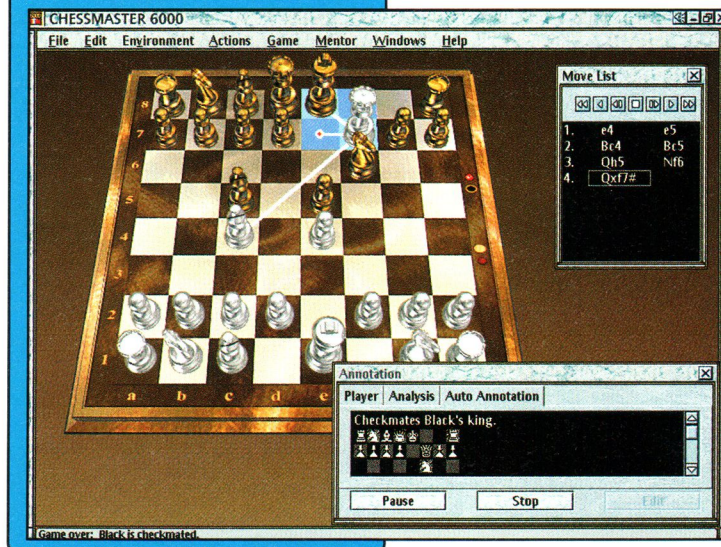 CHESSMASTER 6000
File Edit Environment Actions Game Mentor Windows Help
Move List
1. e4 e5
2. Bc4 Bc5
3. Qh5 Nf6
4. Qxf7#
8
7
6
5
4
3
2
1
a b c d e
Annotation
Player Analysis Auto Annotation
Checkmates Black's king.
Pause Stop Edit
Game over: Black is checkmated.